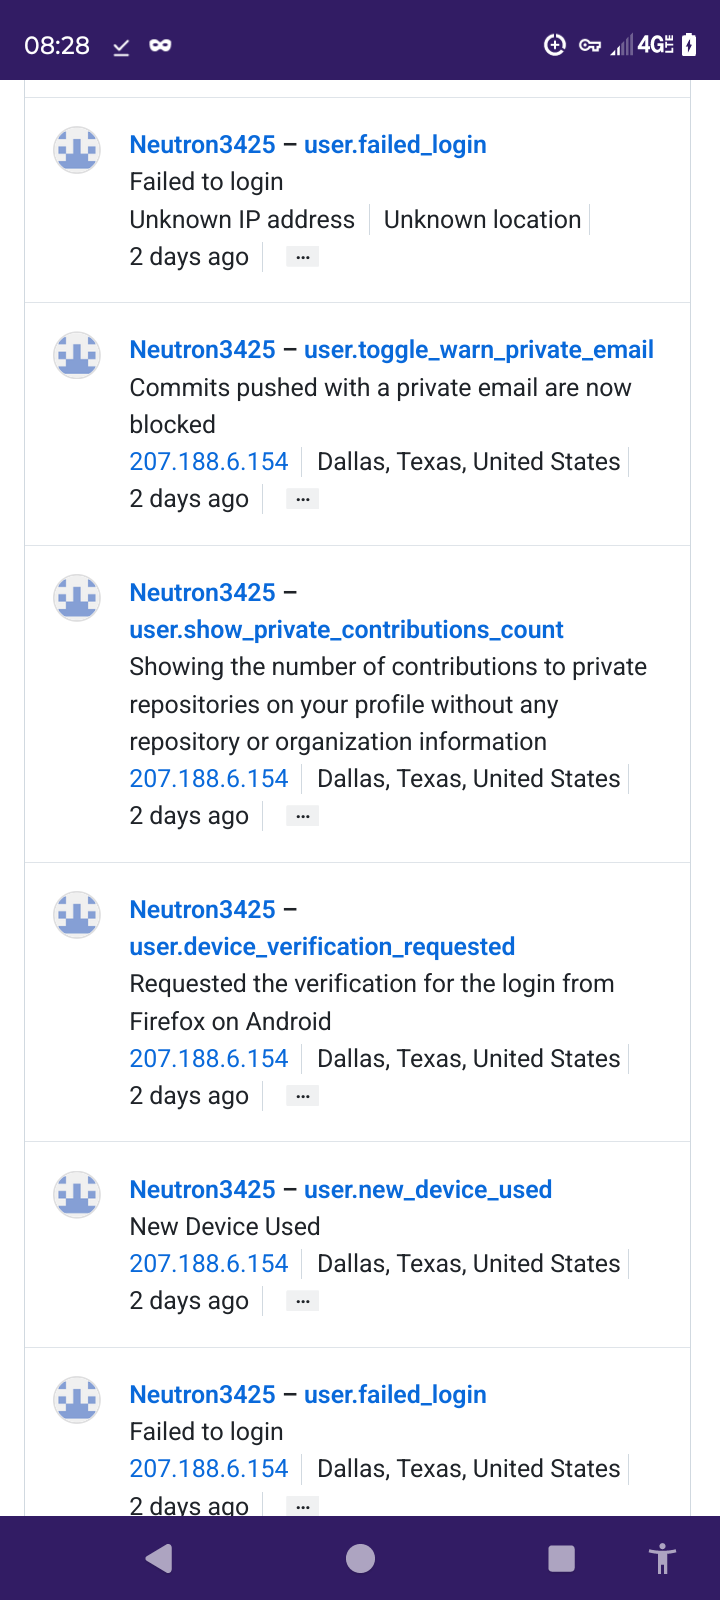 08:28 4G LTE
Neutron3425 – user.failed_login
Failed to login
Unknown IP address Unknown location
2 days ago ...
Neutron3425 – user.toggle_warn_private_email
Commits pushed with a private email are now
blocked
207.188.6.154 Dallas, Texas, United States
2 days ago ...
Neutron3425 –
user.show_private_contributions_count
Showing the number of contributions to private
repositories on your profile without any
repository or organization information
207.188.6.154 Dallas, Texas, United States
2 days ago ...
Neutron3425 –
user.device_verification_requested
Requested the verification for the login from
Firefox on Android
207.188.6.154 Dallas, Texas, United States
2 days ago ...
Neutron3425 – user.new_device_used
New Device Used
207.188.6.154 Dallas, Texas, United States
2 days ago ...
Neutron3425 – user.failed_login
Failed to login
207.188.6.154 Dallas, Texas, United States
2 days ago ...